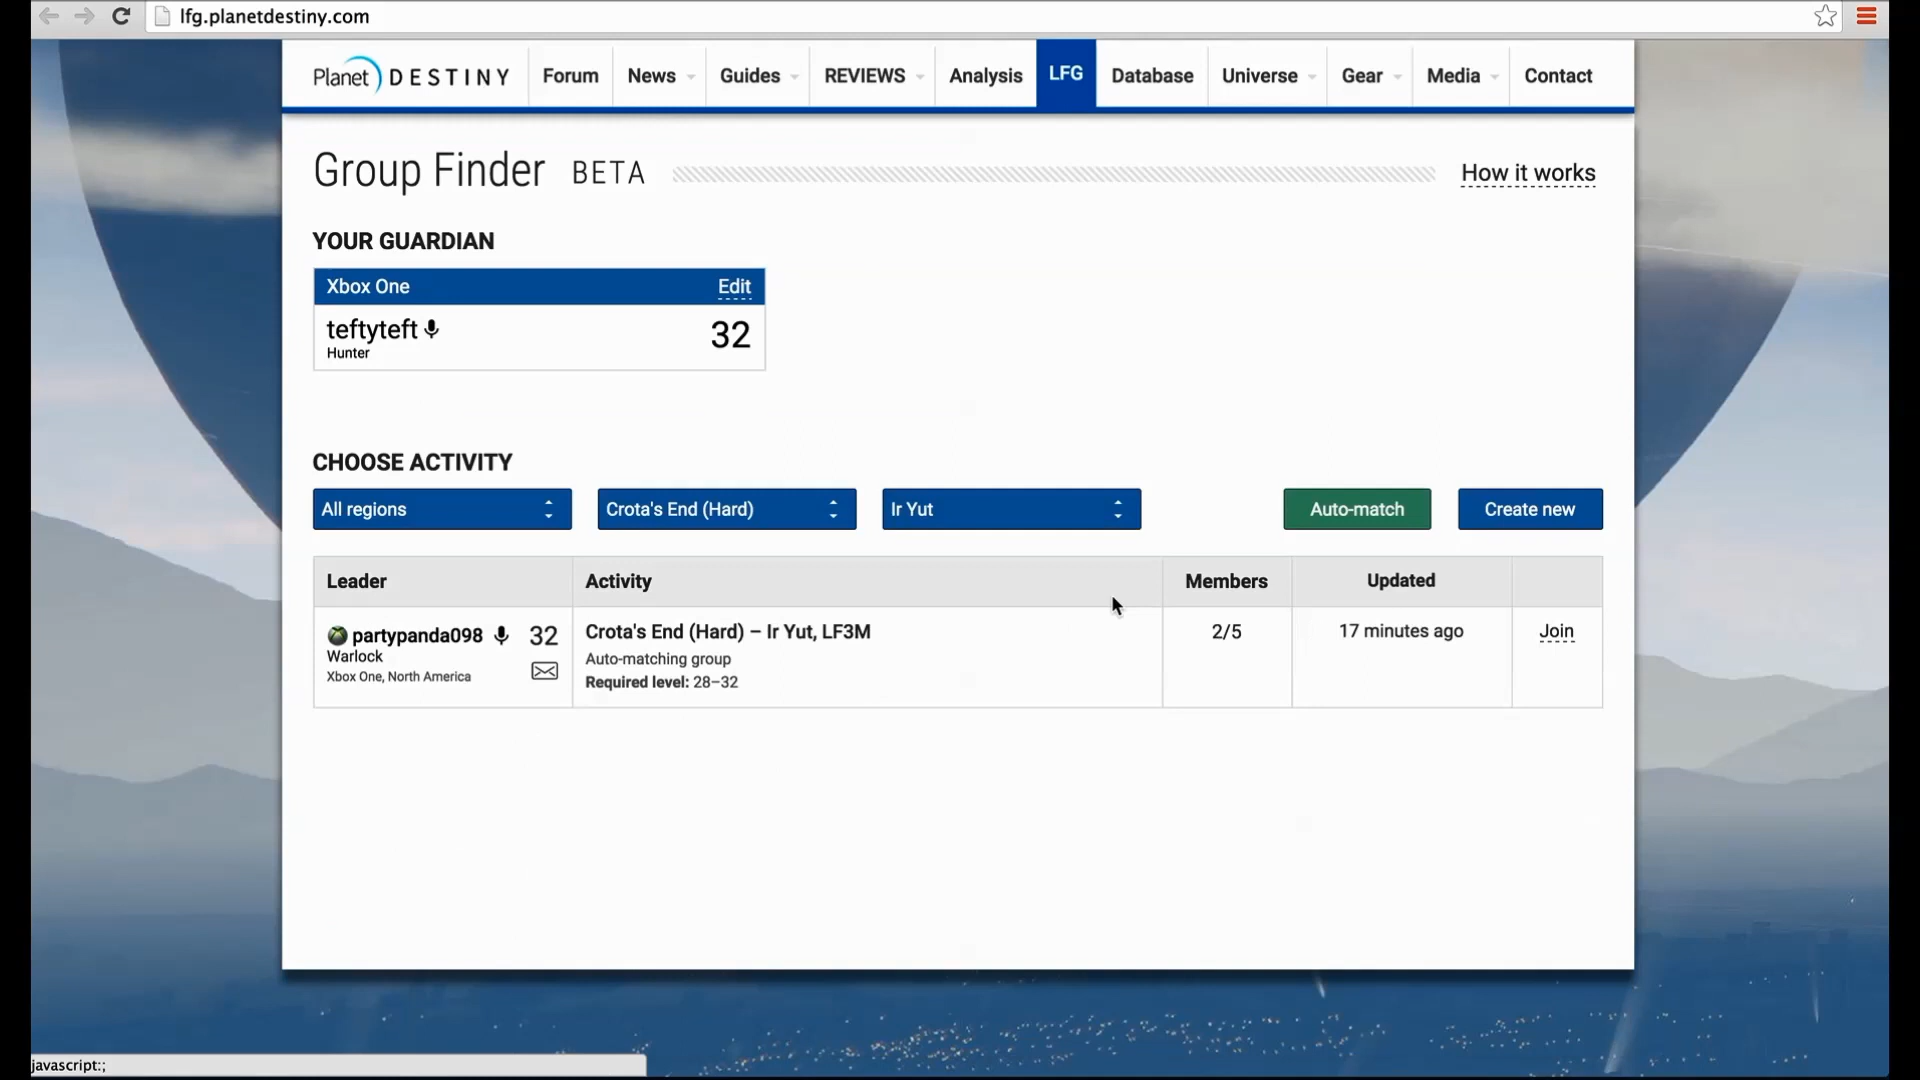 lfg.planetdestiny.com
Planet DESTINY Forum News Guides REVIEWS Analysis LFG Database Universe Gear Media Contact
Group Finder BETA How it works
YOUR GUARDIAN
Xbox One Edit
teftyteft 32
Hunter
CHOOSE ACTIVITY
All regions Crota's End (Hard) Ir Yut Auto-match Create new
Leader Activity Members Updated
partypanda098 32 Crota's End (Hard) – Ir Yut, LF3M 2/5 17 minutes ago Join
Warlock Auto-matching group
Xbox One, North America Required level: 28–32
javascript:;